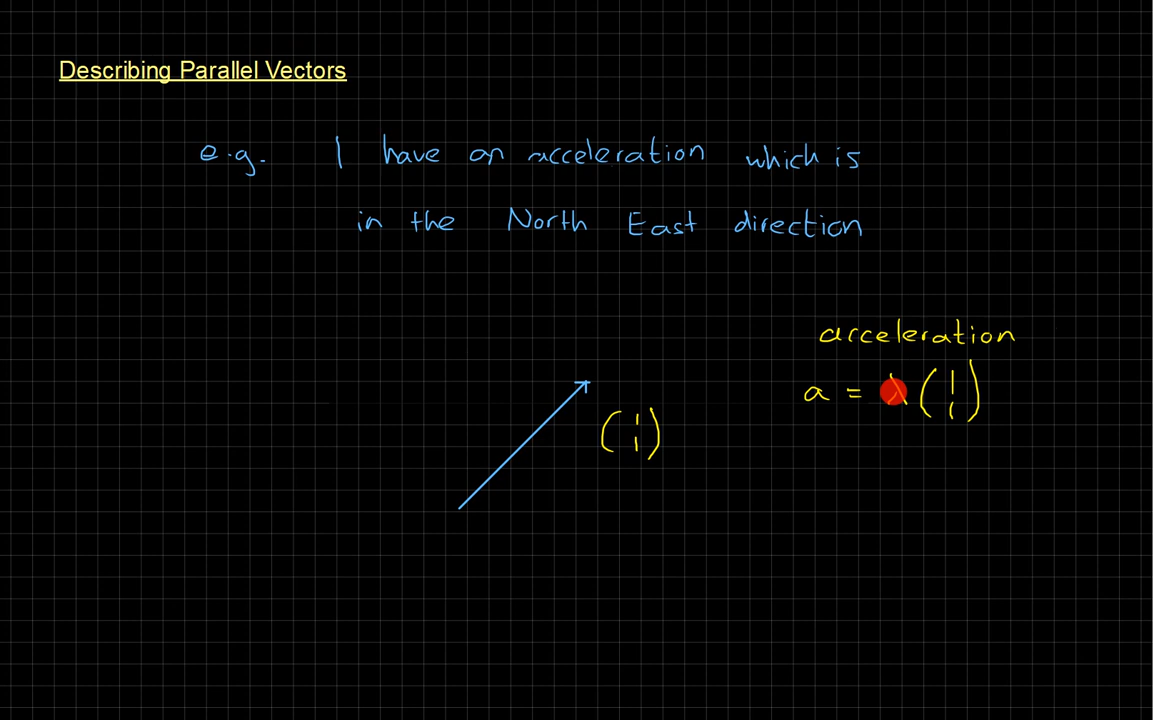 Describing Parallel Vectors
e.g. I have an acceleration which is
in the North East direction
acceleration
a = λ (1
1)
(1
1)